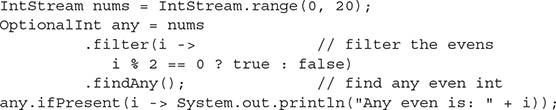 IntStream nums = IntStream.range(0, 20);
OptionalInt any = nums
.filter(i -> // filter the evens
i % 2 == 0 ? true : false)
.findAny(); // find any even int
any.ifPresent(i -> System.out.println("Any even is: " + i));